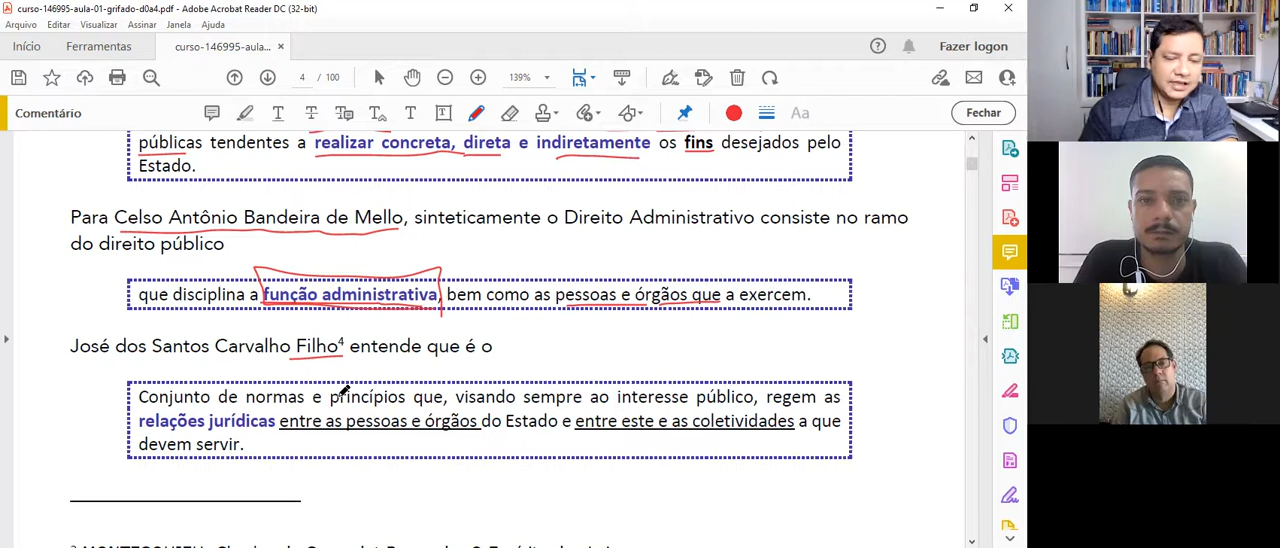 curso-146995-aula-01-grifado-d0a4.pdf - Adobe Acrobat Reader DC (32-bit)
Arquivo Editar Visualizar Assinar Janela Ajuda
Início Ferramentas curso-146995-aula... × Fazer logon
4 / 100 139%
Comentário Aa Fechar
públicas tendentes a realizar concreta, direta e indiretamente os fins desejados pelo
Estado.
Para Celso Antônio Bandeira de Mello, sinteticamente o Direito Administrativo consiste no ramo
do direito público
que disciplina a função administrativa, bem como as pessoas e órgãos que a exercem.
José dos Santos Carvalho Filho⁴ entende que é o
Conjunto de normas e princípios que, visando sempre ao interesse público, regem as
relações jurídicas entre as pessoas e órgãos do Estado e entre este e as coletividades a que
devem servir.